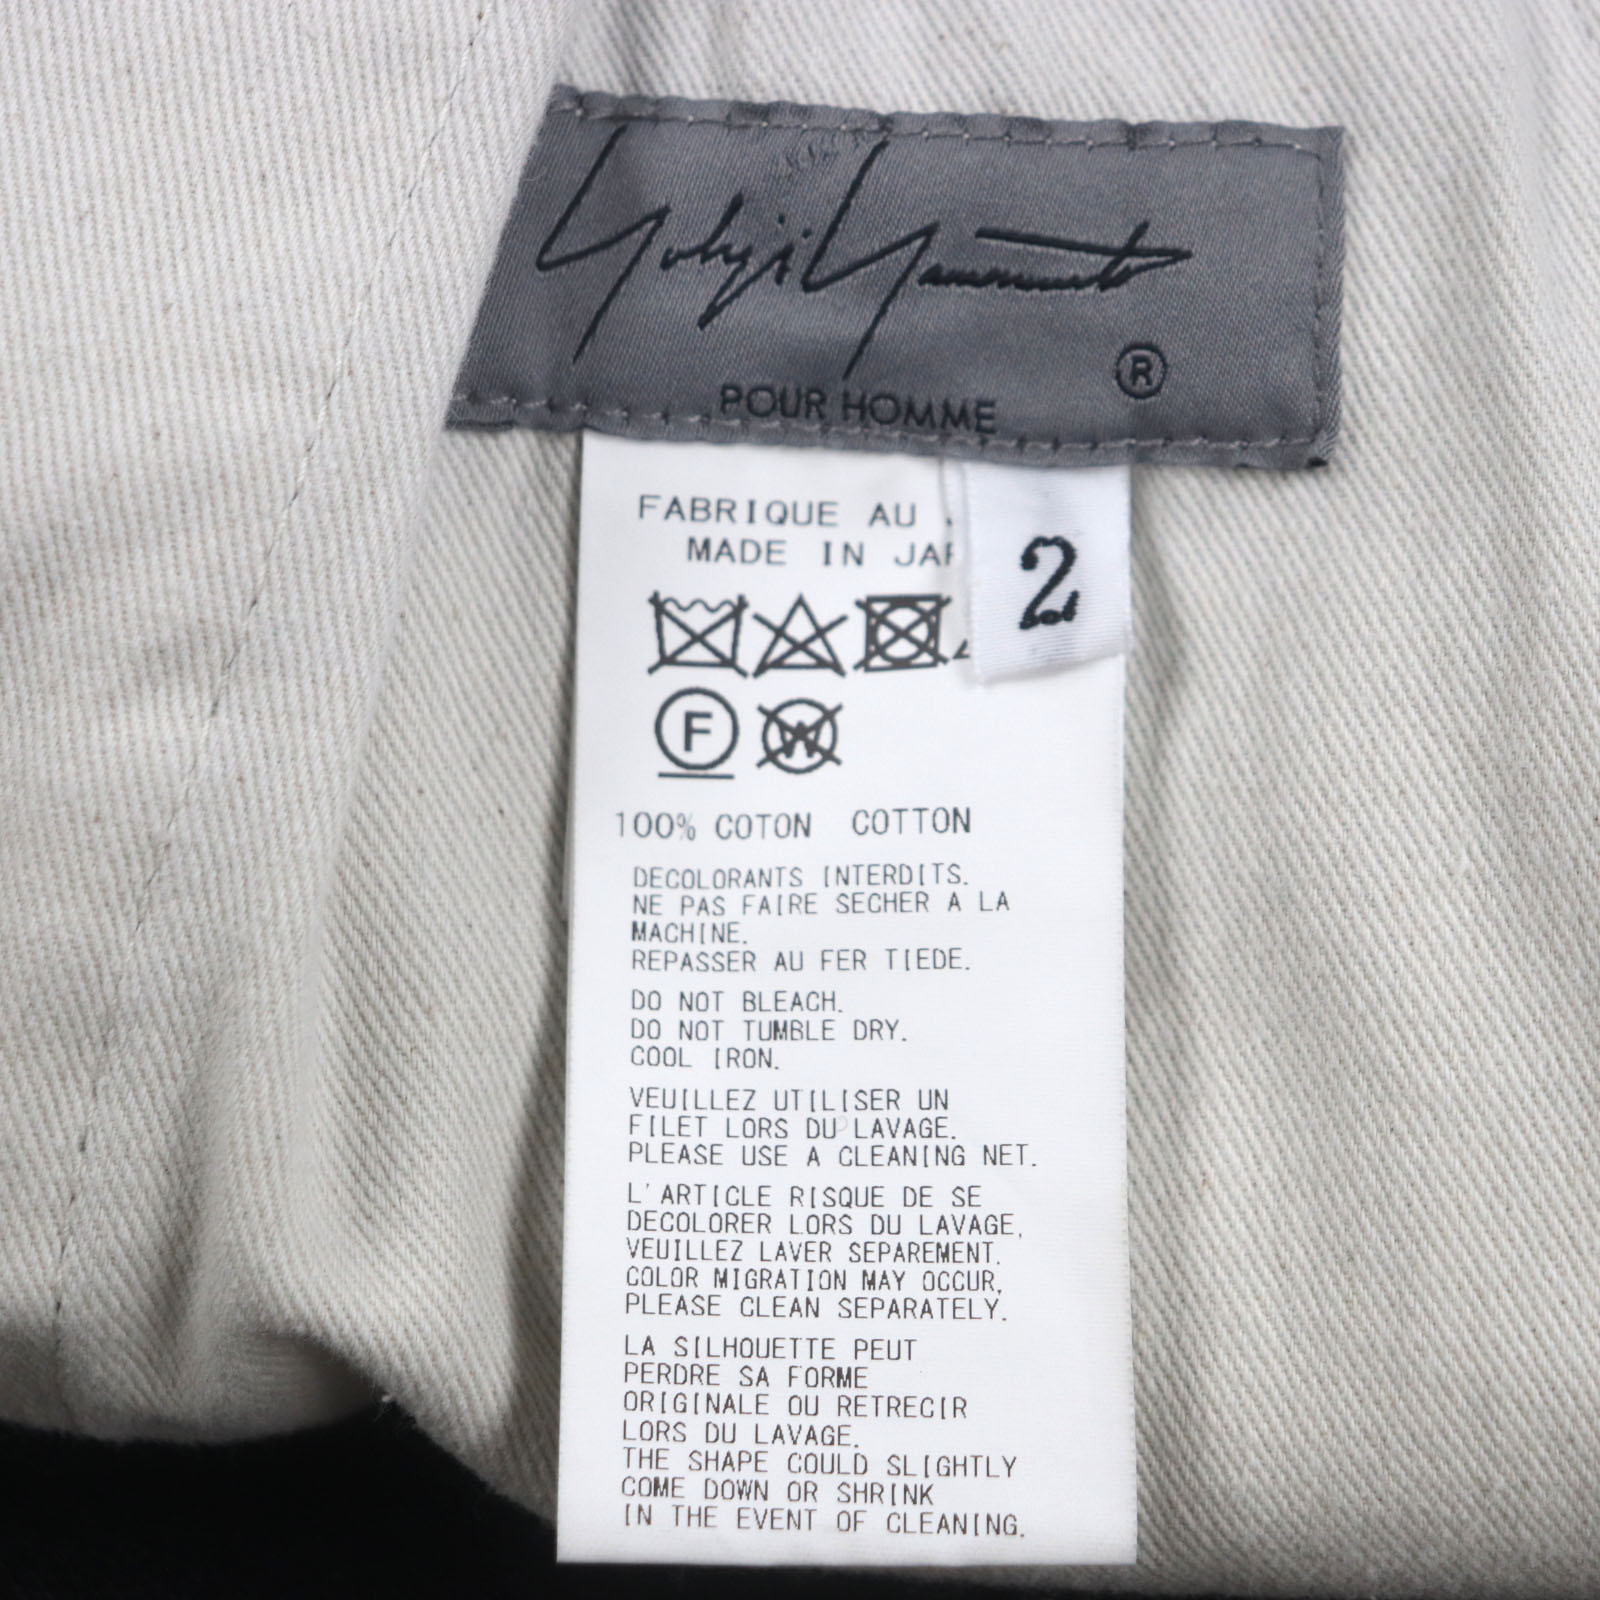 Yohji Yamamoto
®
POUR HOMME
FABRIQUE AU
MADE IN
2
F
W
100% COTON COTTON
DECOLORANTS INTERDITS.
NE PAS FAIRE SECHER A LA
MACHINE.
REPASSER AU FER TIEDE.
DO NOT BLEACH.
DO NOT TUMBLE DRY.
COOL IRON.
VEUILLEZ UTILISER UN
FILET LORS DU LAVAGE.
PLEASE USE A CLEANING NET.
L'ARTICLE RISQUE DE SE
DECOLORER LORS DU LAVAGE,
VEUILLEZ LAVER SEPAREMENT.
COLOR MIGRATION MAY OCCUR,
PLEASE CLEAN SEPARATELY.
LA SILHOUETTE PEUT
PERDRE SA FORME
ORIGINALE OU RETRECIR
LORS DU LAVAGE.
THE SHAPE COULD SLIGHTLY
COME DOWN OR SHRINK
IN THE EVENT OF CLEANING.